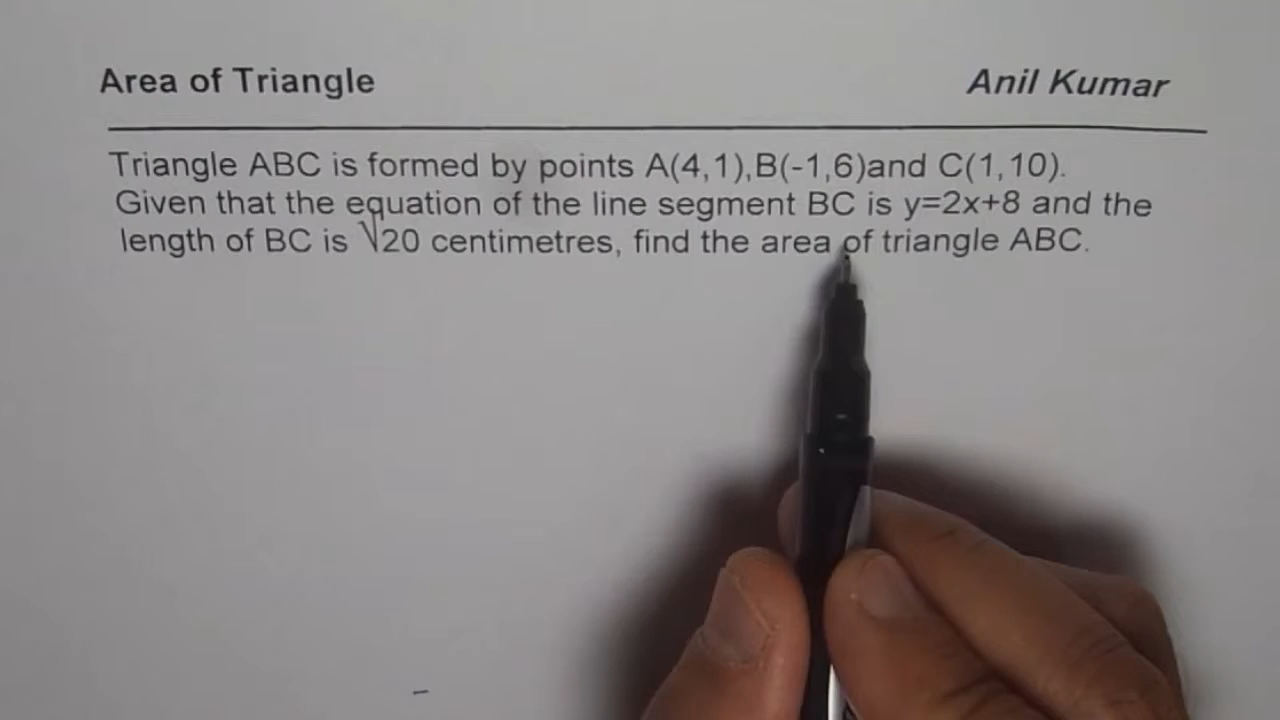 Area of Triangle
Anil Kumar
Triangle ABC is formed by points A(4,1),B(-1,6)and C(1,10).
Given that the equation of the line segment BC is y=2x+8 and the
length of BC is √20 centimetres, find the area of triangle ABC.